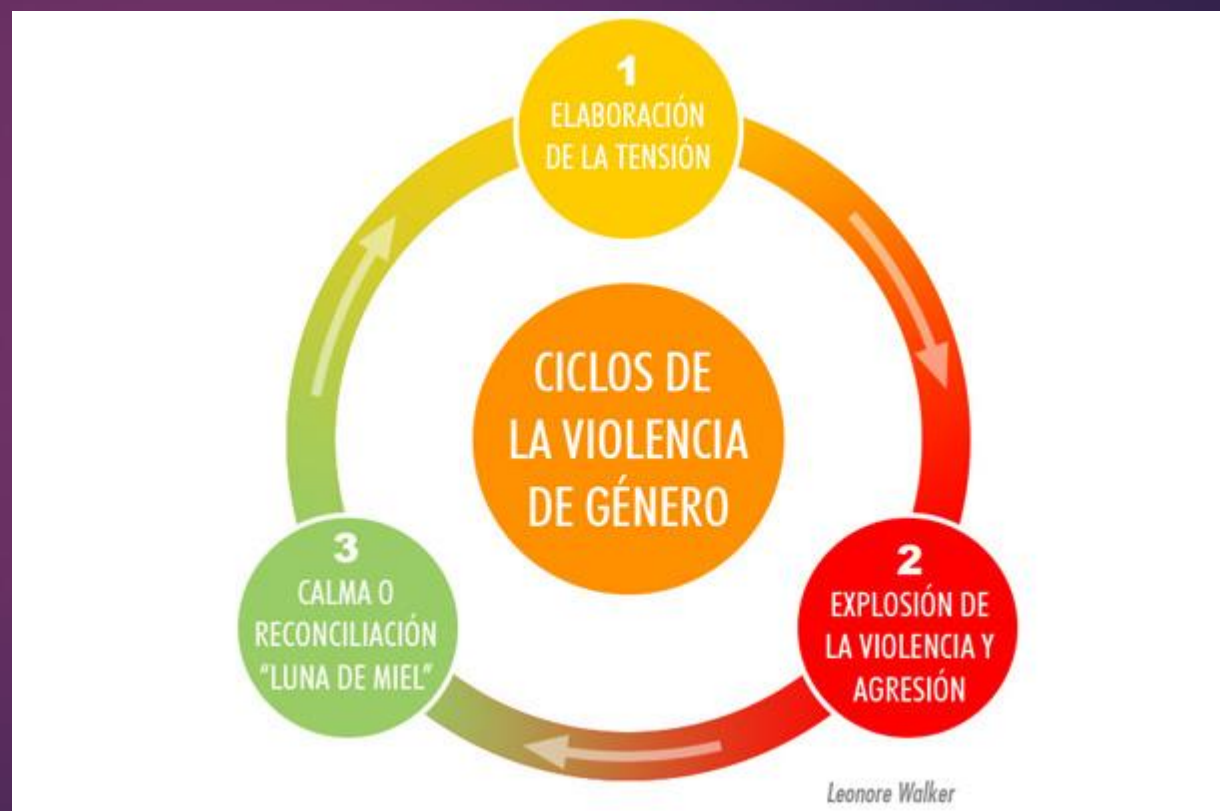 1
ELABORACIÓN
DE LA TENSIÓN
CICLOS DE
LA VIOLENCIA
DE GÉNERO
2
EXPLOSIÓN DE
LA VIOLENCIA Y
AGRESIÓN
3
CALMA O
RECONCILIACIÓN
"LUNA DE MIEL"
Leonore Walker